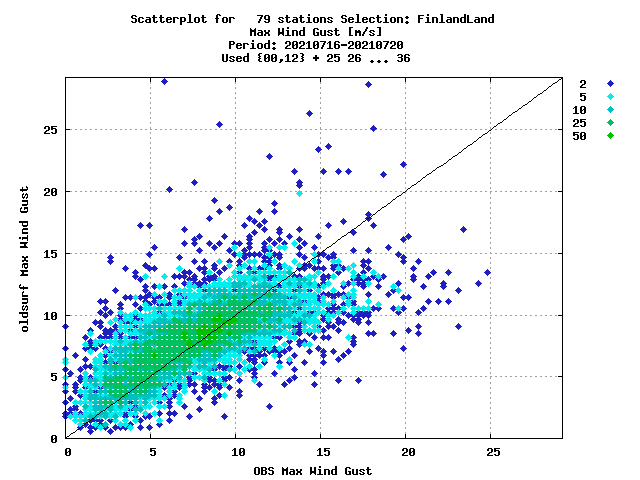 Scatterplot for   79 stations Selection: FinlandLand
Max Wind Gust [m/s]
Period: 20210716-20210720
Used {00,12} + 25 26 ... 36
2
5
10
25
50
25
20
15
10
5
0
oldsurf Max Wind Gust
0 5 10 15 20 25
OBS Max Wind Gust